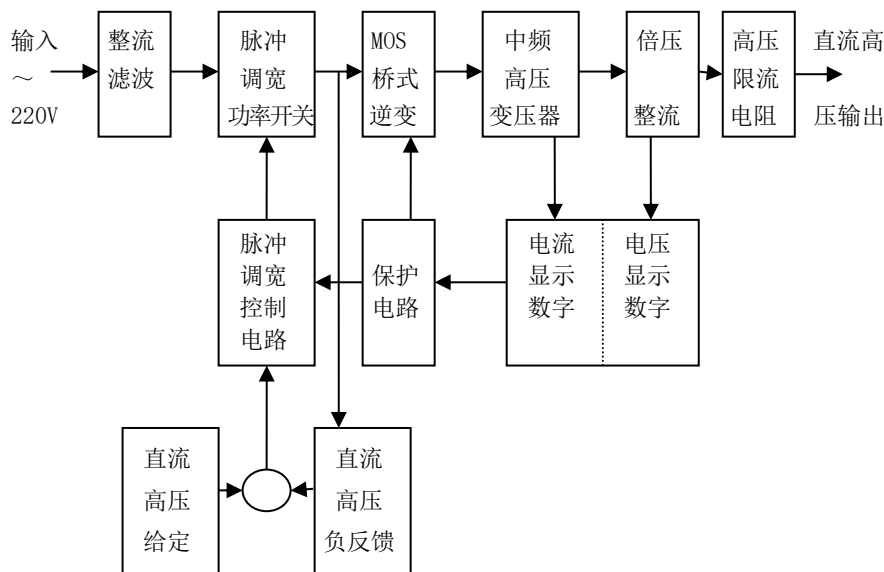 输入
～
220V
整流
滤波
脉冲
调宽
功率开关
MOS
桥式
逆变
中频
高压
变压器
倍压
整流
高压
限流
电阻
直流高
压输出
脉冲
调宽
控制
电路
保护
电路
电流
显示
数字
电压
显示
数字
直流
高压
给定
直流
高压
负反馈